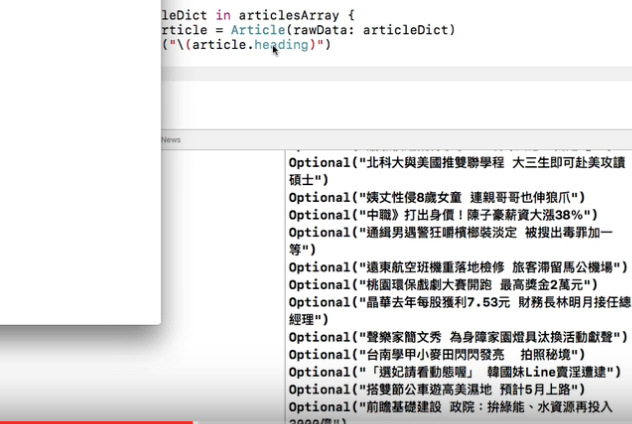 leDict in articlesArray {
rticle = Article(rawData: articleDict)
("\(article.heading)")
News
Optional("北科大與美國推雙聯學程 大三生即可赴美攻讀
碩士")
Optional("姨丈性侵8歲女童 連親哥哥也伸狼爪")
Optional("中職》打出身價！陳子豪薪資大漲38%")
Optional("通緝男遇警狂嚼檳榔裝淡定 被搜出毒罪加一
等")
Optional("遠東航空班機重落地檢修 旅客滯留馬公機場")
Optional("桃園環保戲劇大賽開跑 最高獎金2萬元")
Optional("晶華去年每股獲利7.53元 財務長林明月接任總
經理")
Optional("聲樂家簡文秀 為身障家園燈具汰換活動獻聲")
Optional("台南學甲小麥田閃閃發亮  拍照秘境")
Optional("「選妃請看動態喔」 韓國妹Line賣淫遭逮")
Optional("搭雙節公車遊高美濕地 預計5月上路")
Optional("前瞻基礎建設 政院：拚綠能、水資源再投入